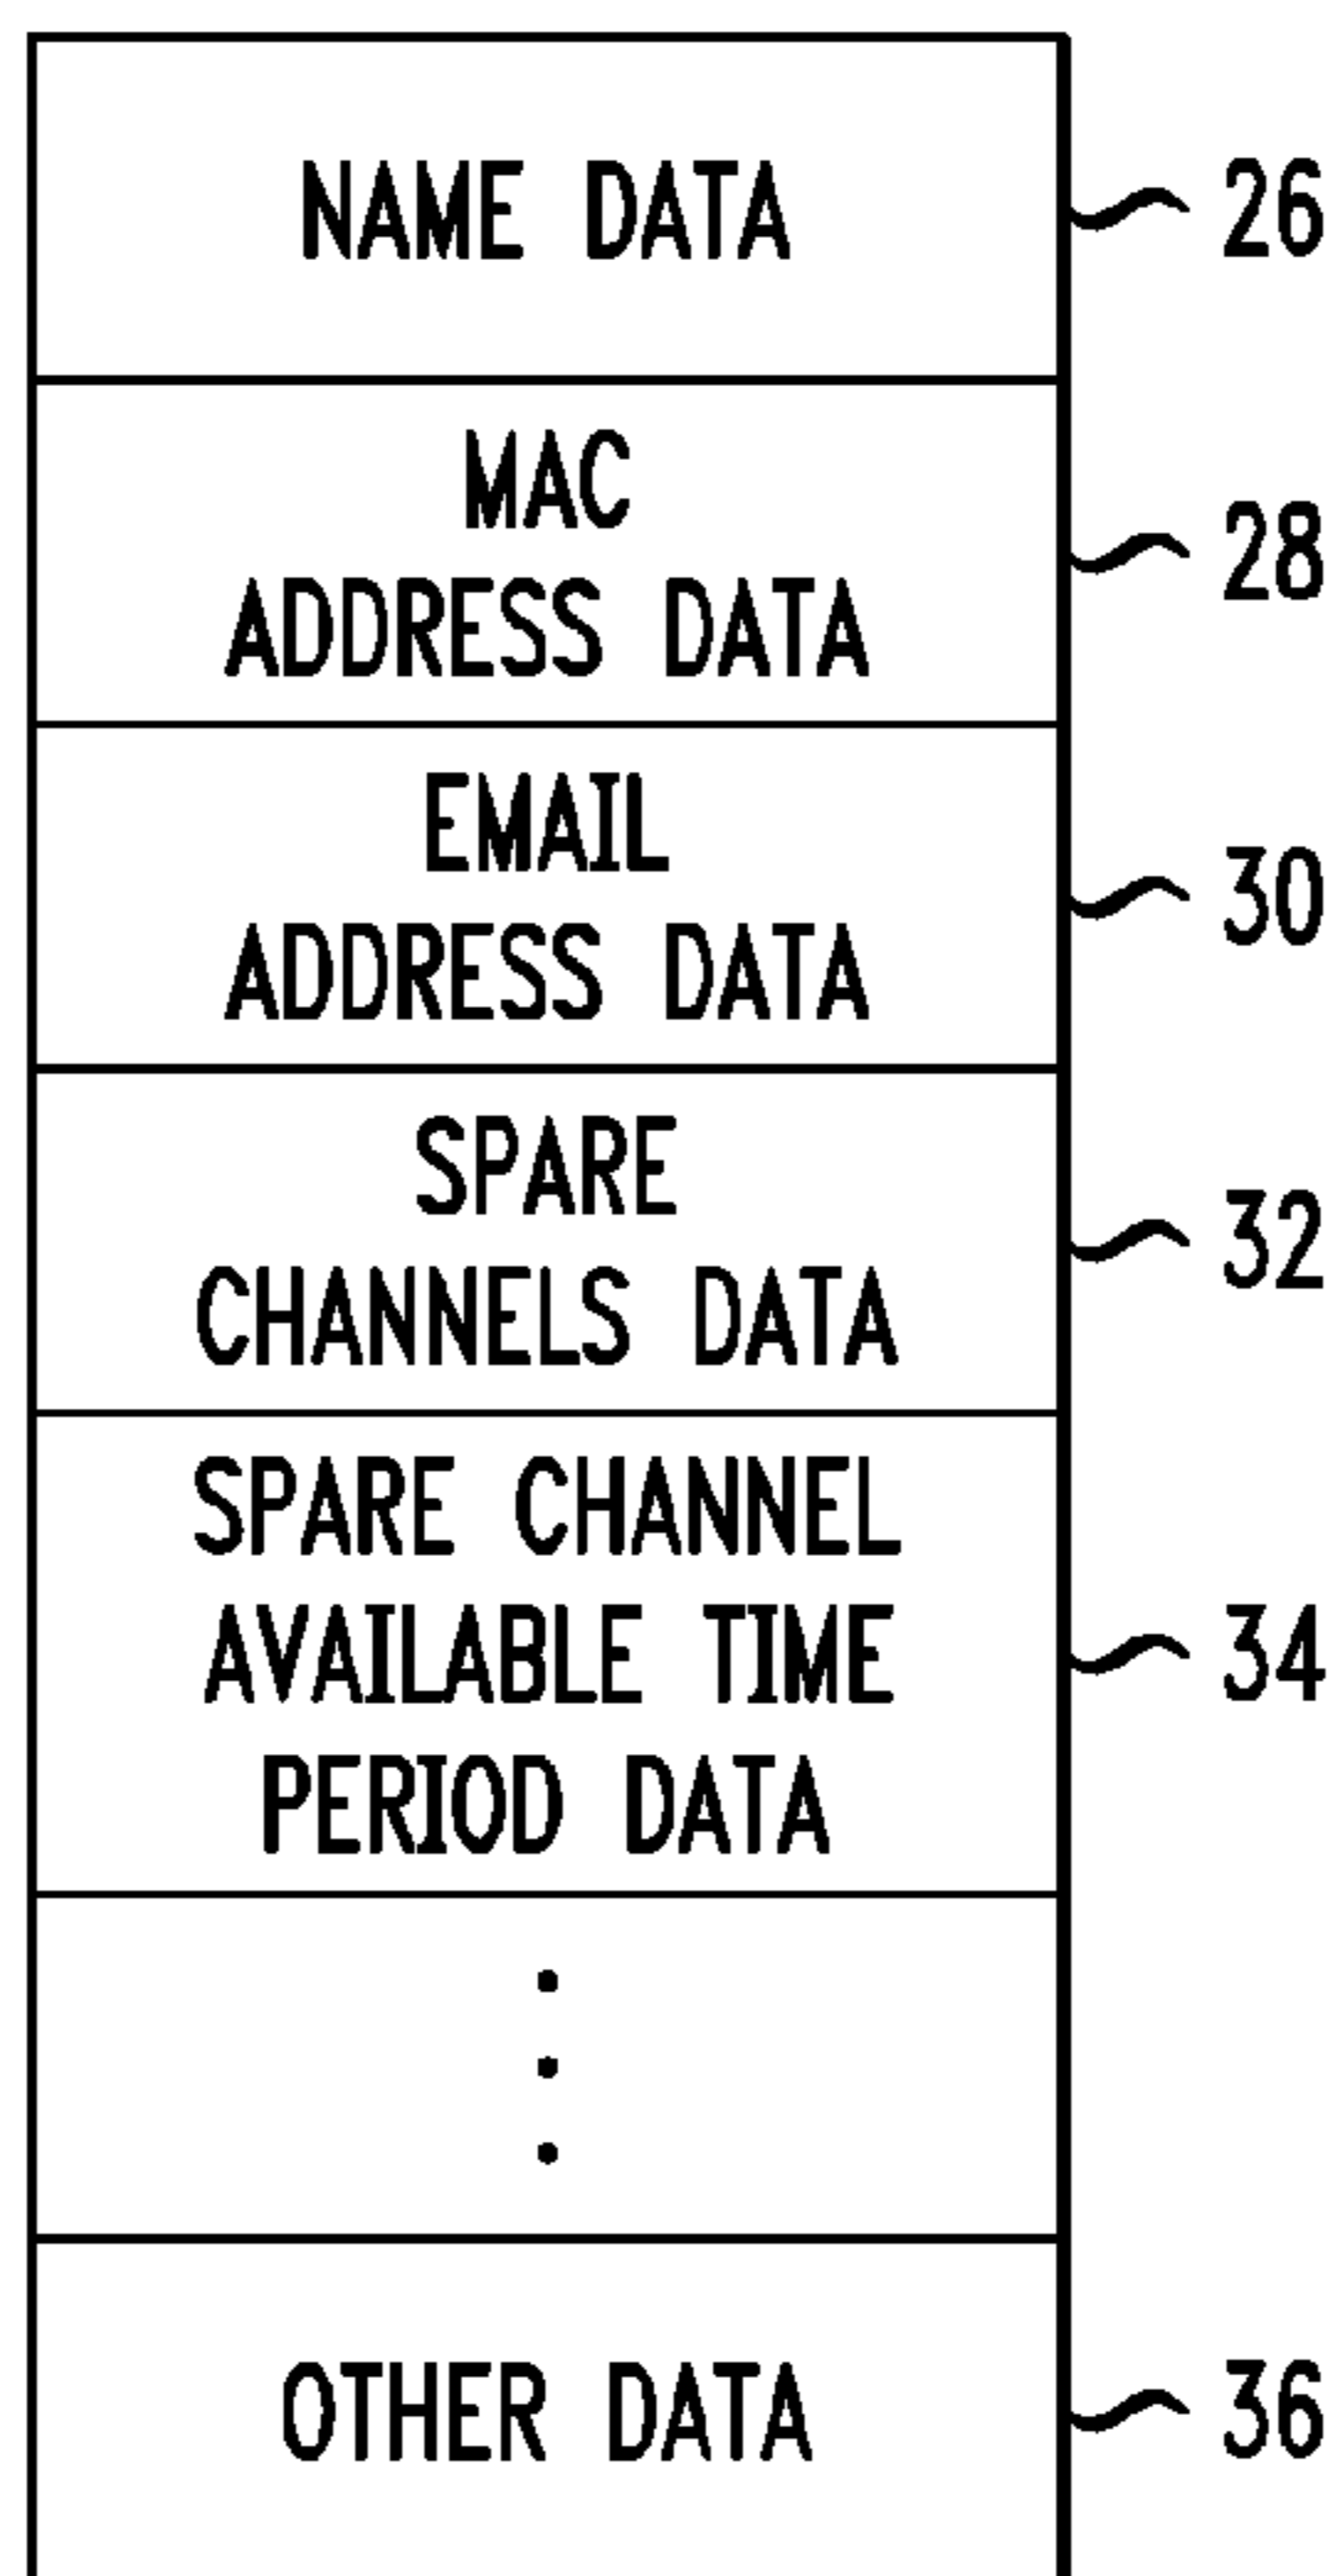 NAME DATA
26
MAC
ADDRESS DATA
28
EMAIL
ADDRESS DATA
30
SPARE
CHANNELS DATA
32
SPARE CHANNEL
AVAILABLE TIME
PERIOD DATA
34
OTHER DATA
36